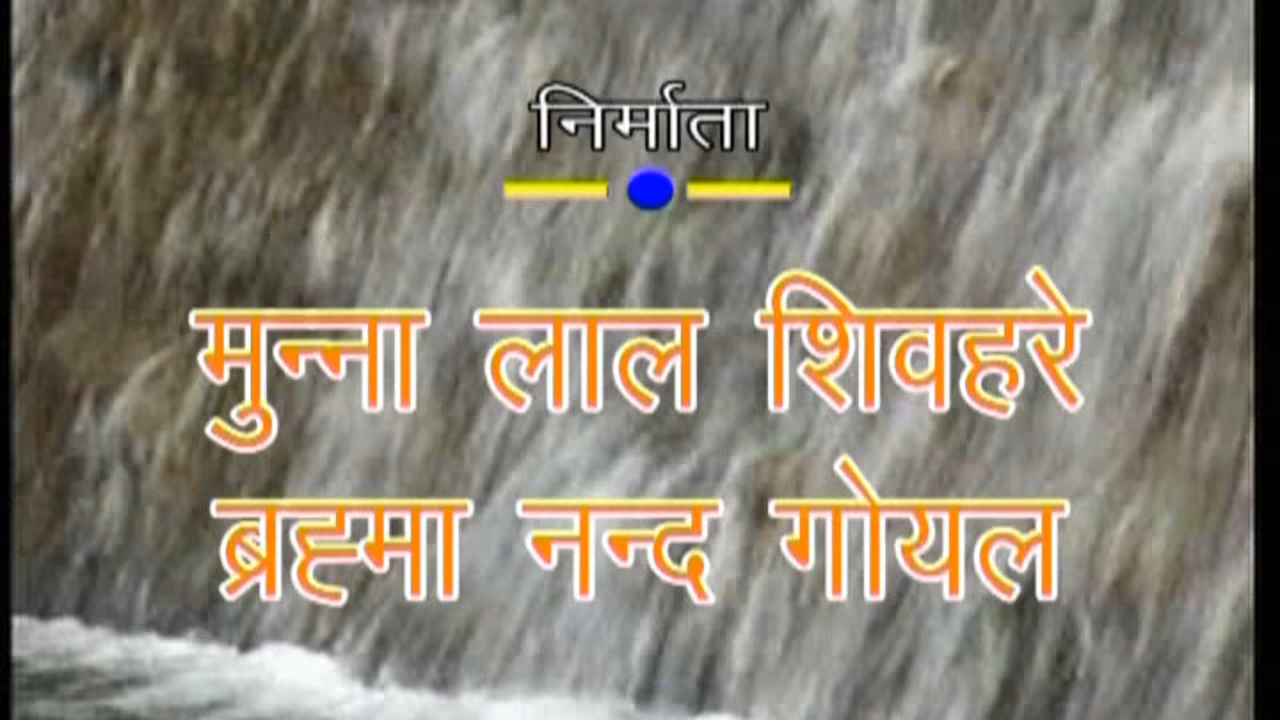 निर्माता
मुन्ना लाल शिवहरे
ब्रह्मा नन्द गोयल